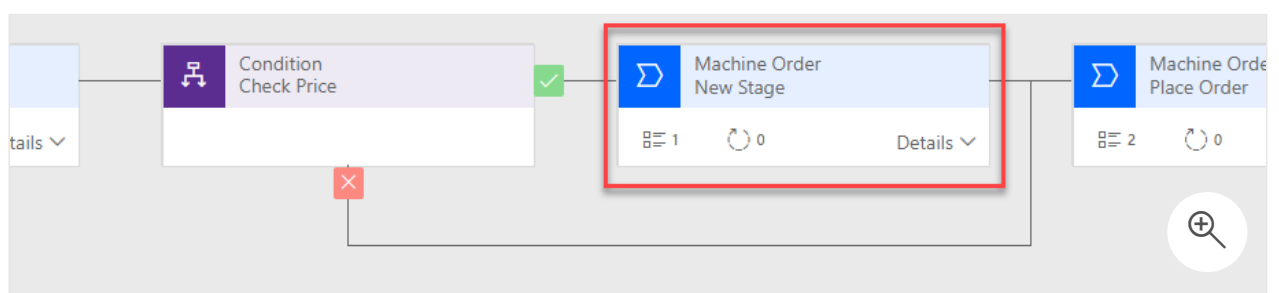 Condition
Check Price
Machine Order
New Stage
Machine Orde
Place Order
tails
1
0
Details
2
0